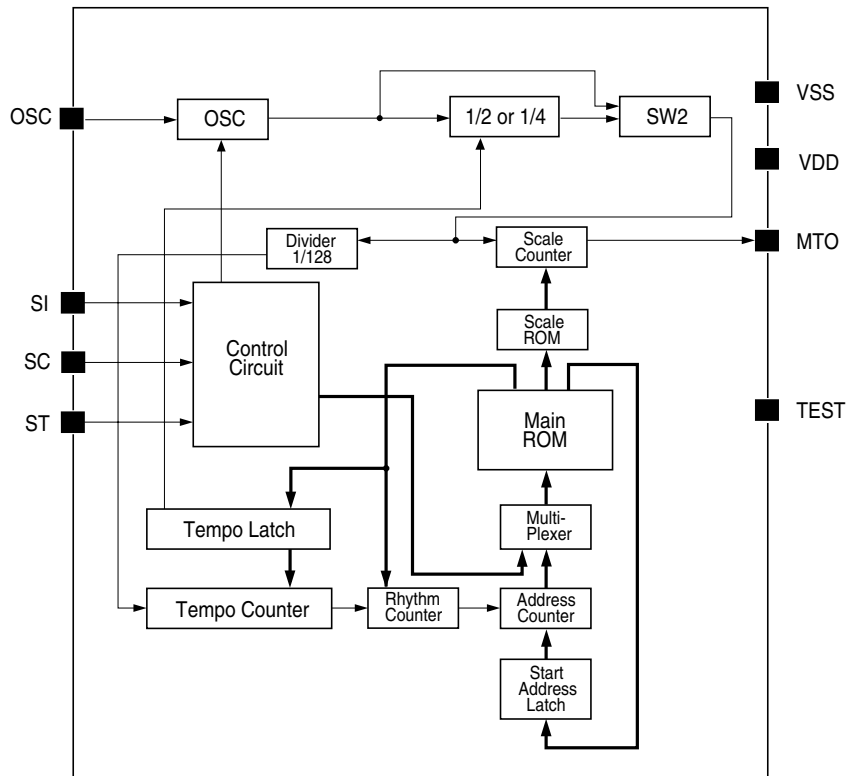 VSS
OSC
OSC
1/2 or 1/4
SW2
VDD
Divider
1/128
Scale
Counter
MTO
SI
Scale
ROM
SC
Control
Circuit
ST
Main
ROM
TEST
Tempo Latch
Multi-
Plexer
Tempo Counter
Rhythm
Counter
Address
Counter
Start
Address
Latch